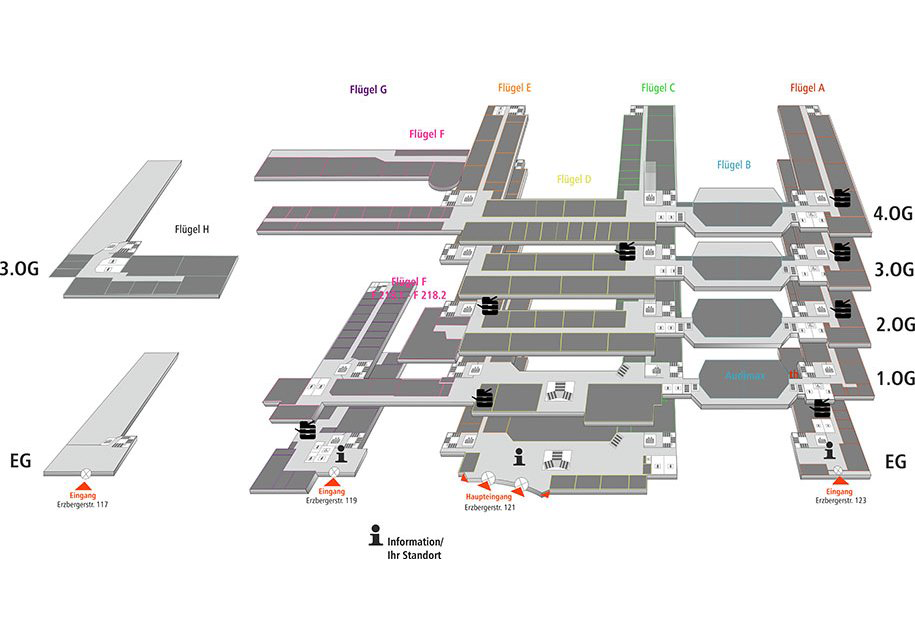 Flügel G
Flügel E
Flügel C
Flügel A
Flügel F
Flügel B
Flügel D
4.OG
Flügel H
3.OG
3.OG
Flügel F
F 218.2
2.OG
Audimax
th
1.OG
EG
EG
Eingang
Erzbergerstr. 117
Eingang
Erzbergerstr. 119
Haupteingang
Erzbergerstr. 121
Eingang
Erzbergerstr. 123
Information/
Ihr Standort